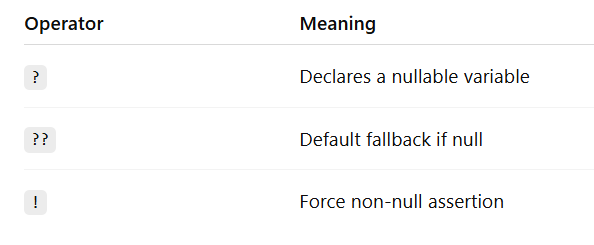 Operator Meaning
? Declares a nullable variable
?? Default fallback if null
! Force non-null assertion